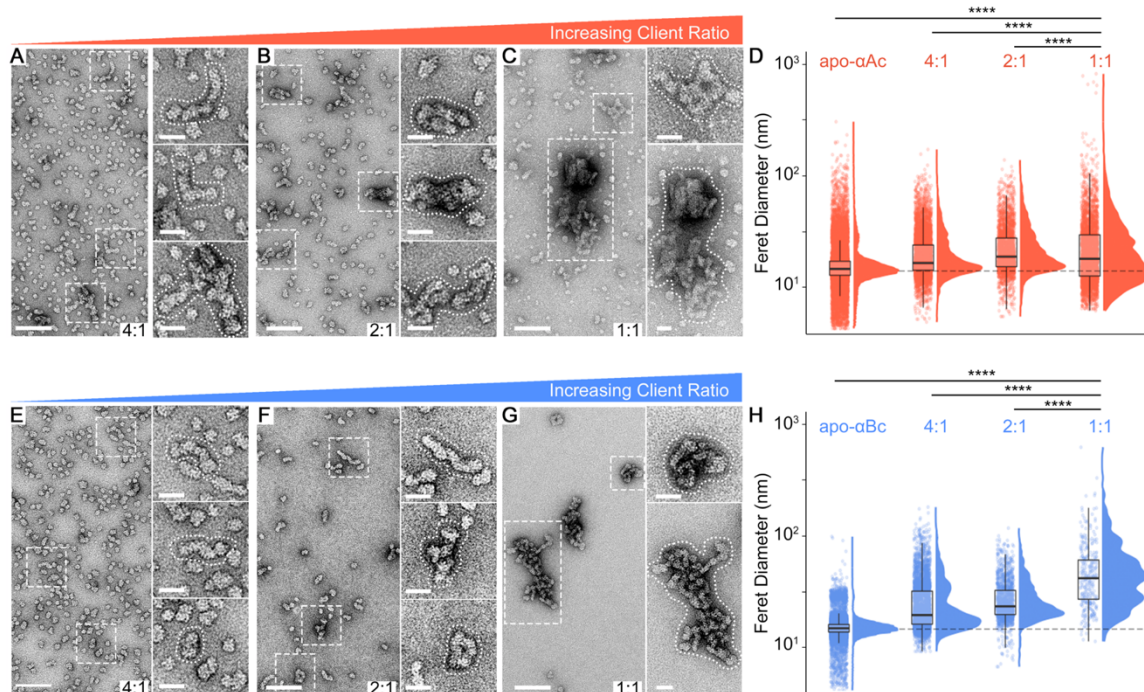 Increasing Client Ratio
A
B
C
4:1
2:1
1:1
D
****
****
****
apo-αAc
4:1
2:1
1:1
Feret Diameter (nm)
10³
10²
10¹
Increasing Client Ratio
E
F
G
4:1
2:1
1:1
H
****
****
****
apo-αBc
4:1
2:1
1:1
Feret Diameter (nm)
10³
10²
10¹